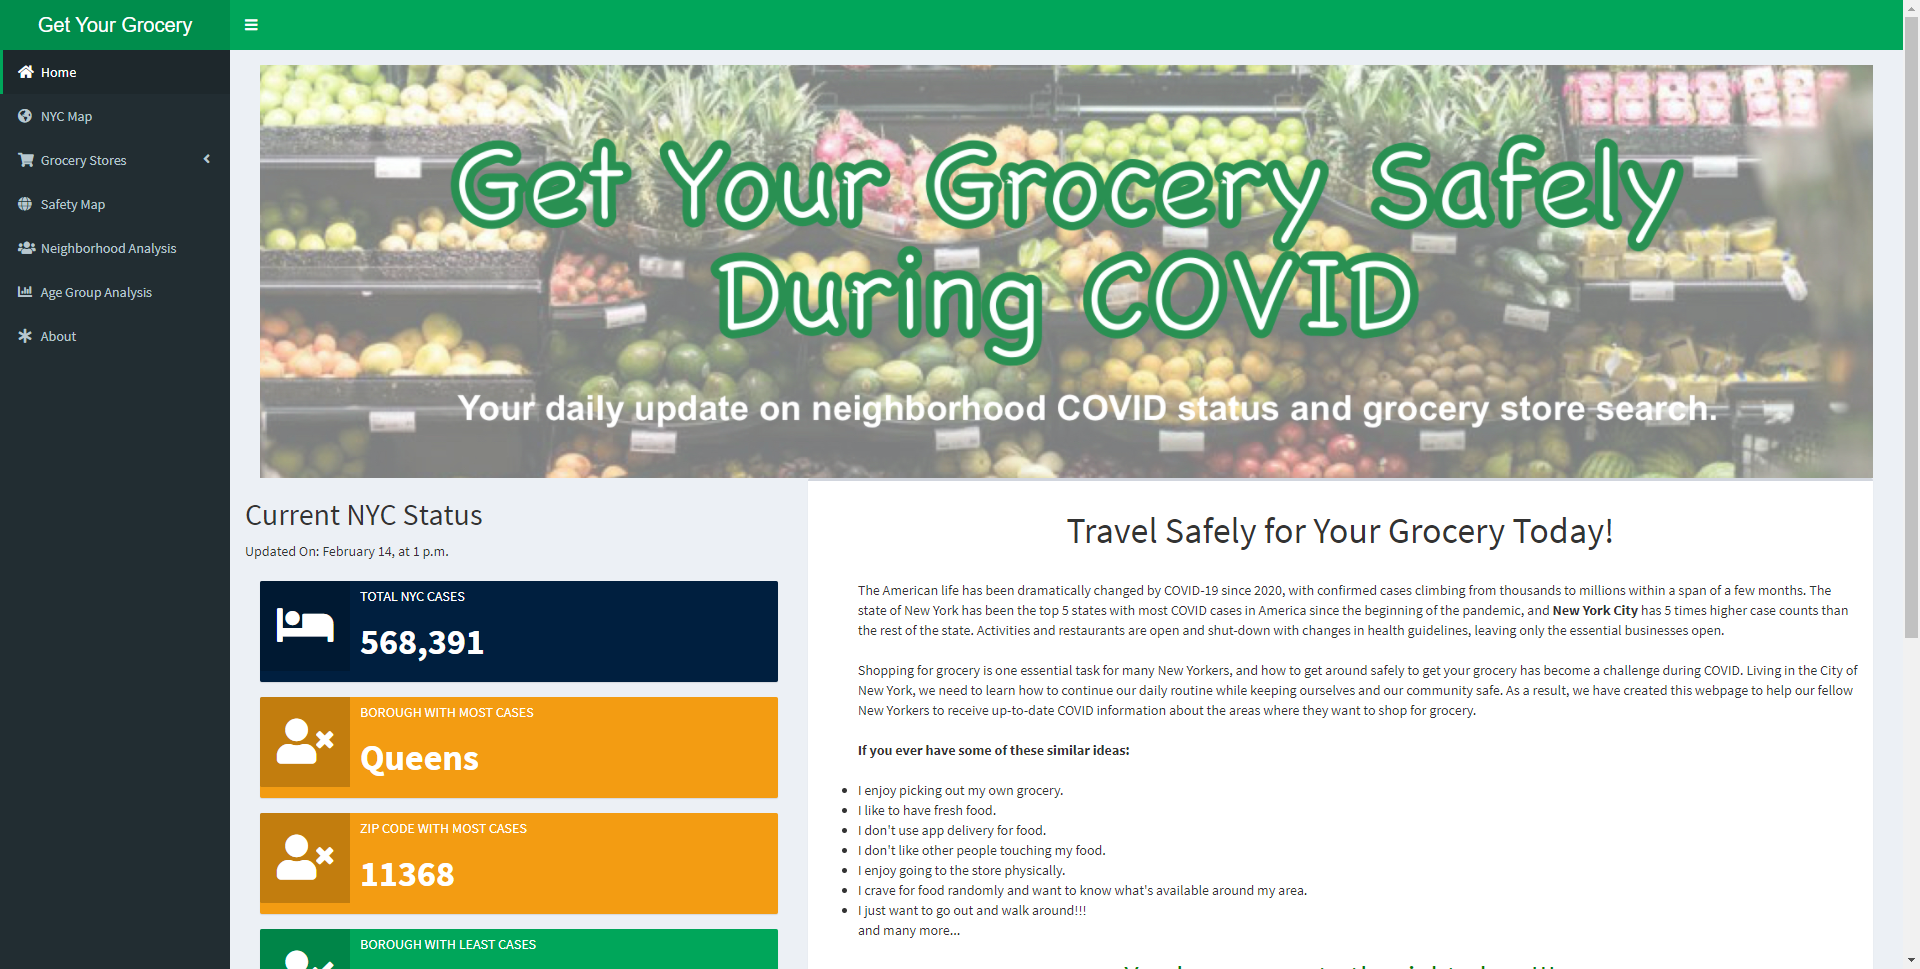 Get Your Grocery
Home
NYC Map
Grocery Stores
Safety Map
Neighborhood Analysis
Age Group Analysis
About
Get Your Grocery Safely
During COVID
Your daily update on neighborhood COVID status and grocery store search.
Current NYC Status
Updated On: February 14, at 1 p.m.
TOTAL NYC CASES
568,391
BOROUGH WITH MOST CASES
Queens
ZIP CODE WITH MOST CASES
11368
BOROUGH WITH LEAST CASES
Travel Safely for Your Grocery Today!
The American life has been dramatically changed by COVID-19 since 2020, with confirmed cases climbing from thousands to millions within a span of a few months. The
state of New York has been the top 5 states with most COVID cases in America since the beginning of the pandemic, and New York City has 5 times higher case counts than
the rest of the state. Activities and restaurants are open and shut-down with changes in health guidelines, leaving only the essential businesses open.
Shopping for grocery is one essential task for many New Yorkers, and how to get around safely to get your grocery has become a challenge during COVID. Living in the City of
New York, we need to learn how to continue our daily routine while keeping ourselves and our community safe. As a result, we have created this webpage to help our fellow
New Yorkers to receive up-to-date COVID information about the areas where they want to shop for grocery.
If you ever have some of these similar ideas:
I enjoy picking out my own grocery.
I like to have fresh food.
I don't use app delivery for food.
I don't like other people touching my food.
I enjoy going to the store physically.
I crave for food randomly and want to know what's available around my area.
I just want to go out and walk around!!!
and many more...